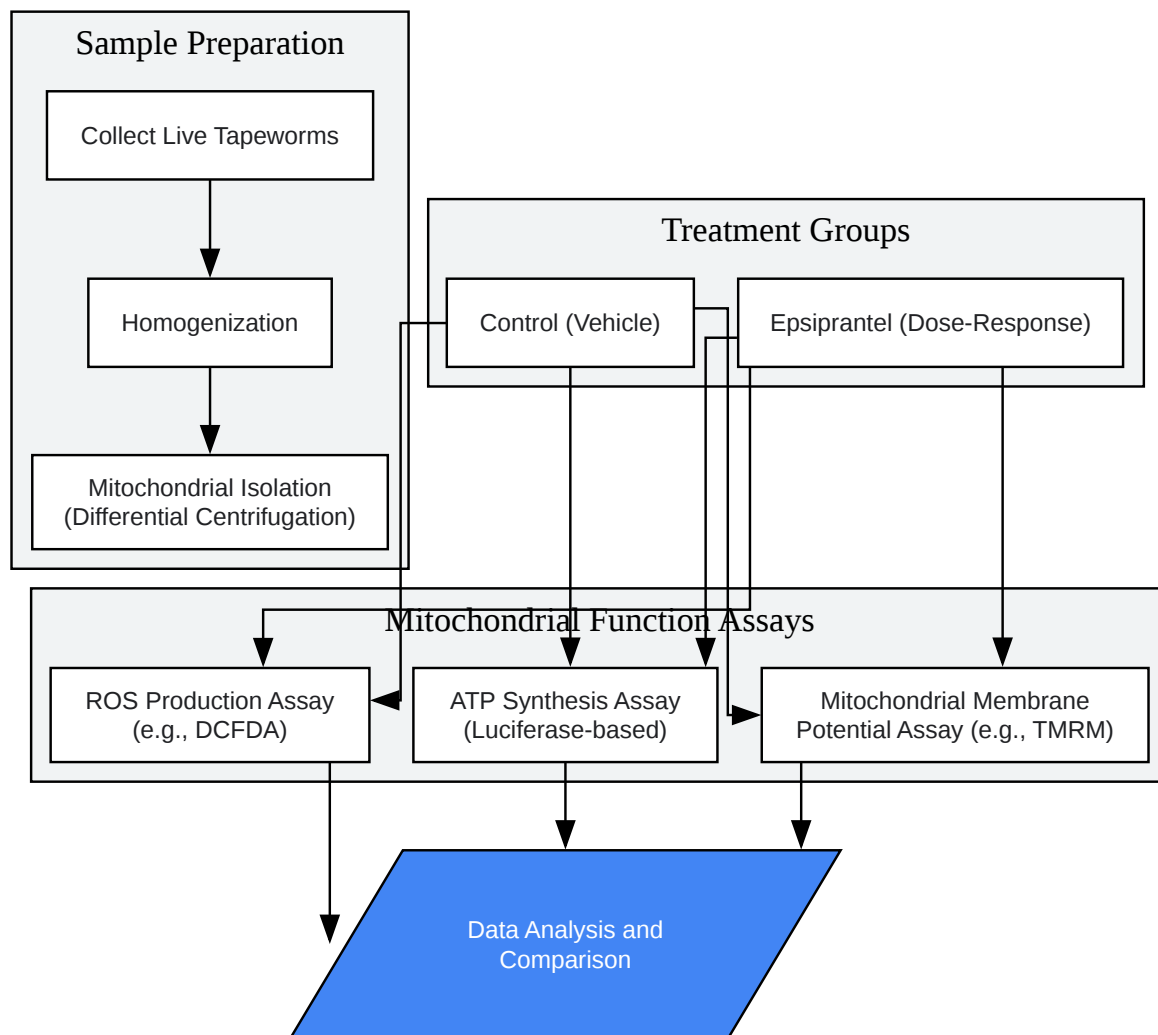 Sample Preparation
Collect Live Tapeworms
Homogenization
Mitochondrial Isolation
(Differential Centrifugation)
Treatment Groups
Control (Vehicle)
Epsiprantel (Dose-Response)
Mitochondrial Function Assays
ROS Production Assay
(e.g., DCFDA)
ATP Synthesis Assay
(Luciferase-based)
Mitochondrial Membrane
Potential Assay (e.g., TMRM)
Data Analysis and
Comparison